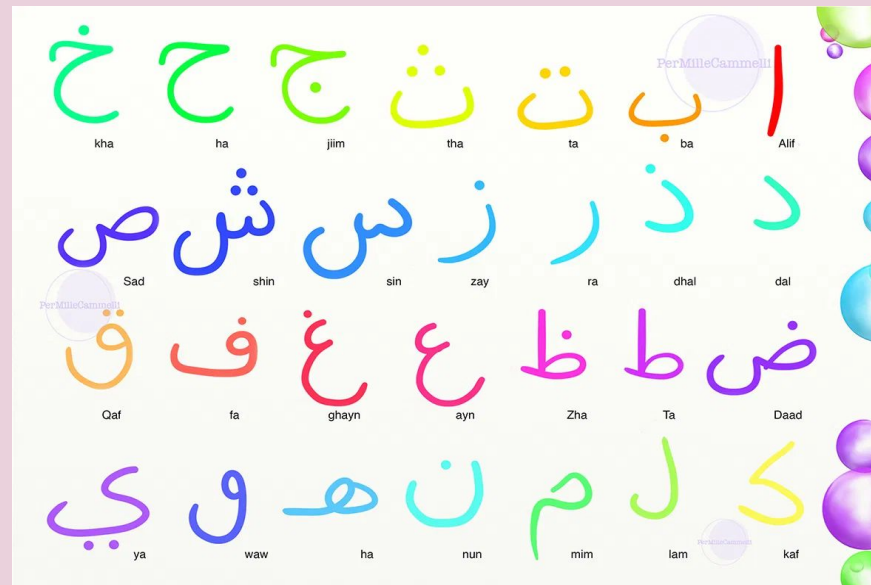 ا ب ت ث ج ح خ
Alif ba ta tha jiim ha kha
د ذ ر ز س ش ص
dal dhal ra zay sin shin Sad
ض ط ظ ع غ ف ق
Daad Ta Zha ayn ghayn fa Qaf
ک ل م ن ه و ي
kaf lam mim nun ha waw ya
PerMilleCammelli
PerMilleCammelli
PerMilleCammelli